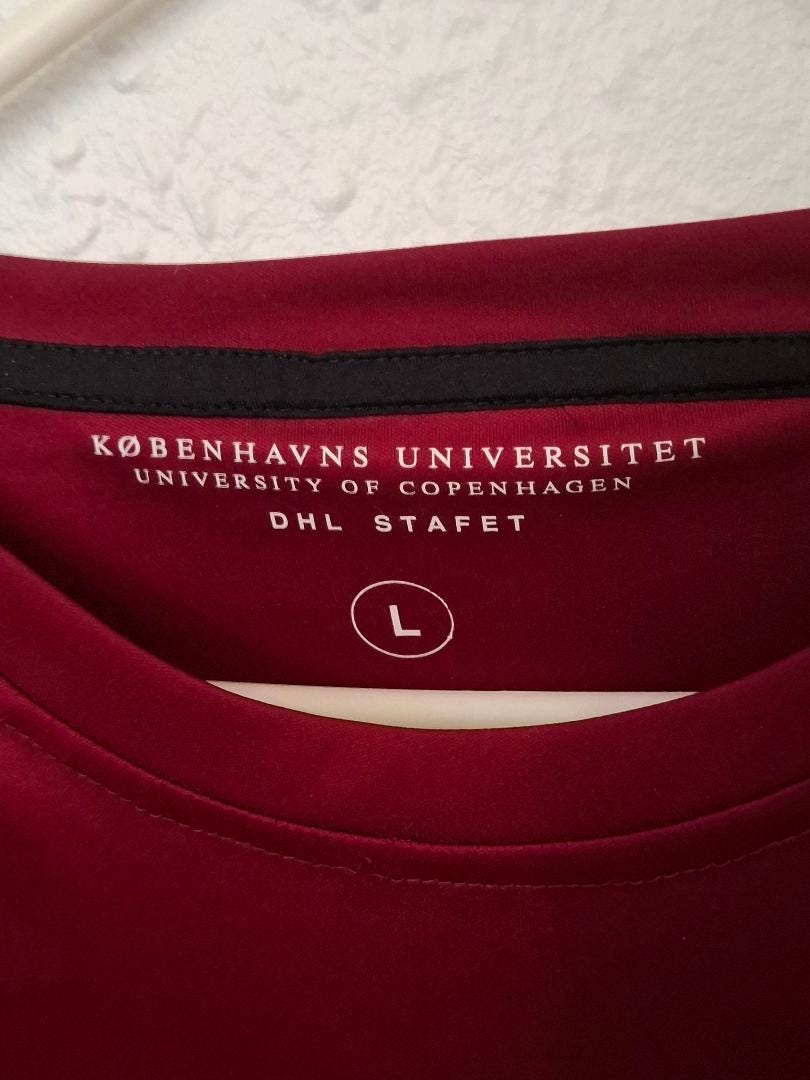 KØBENHAVNS UNIVERSITET
UNIVERSITY OF COPENHAGEN
DHL STAFET
L